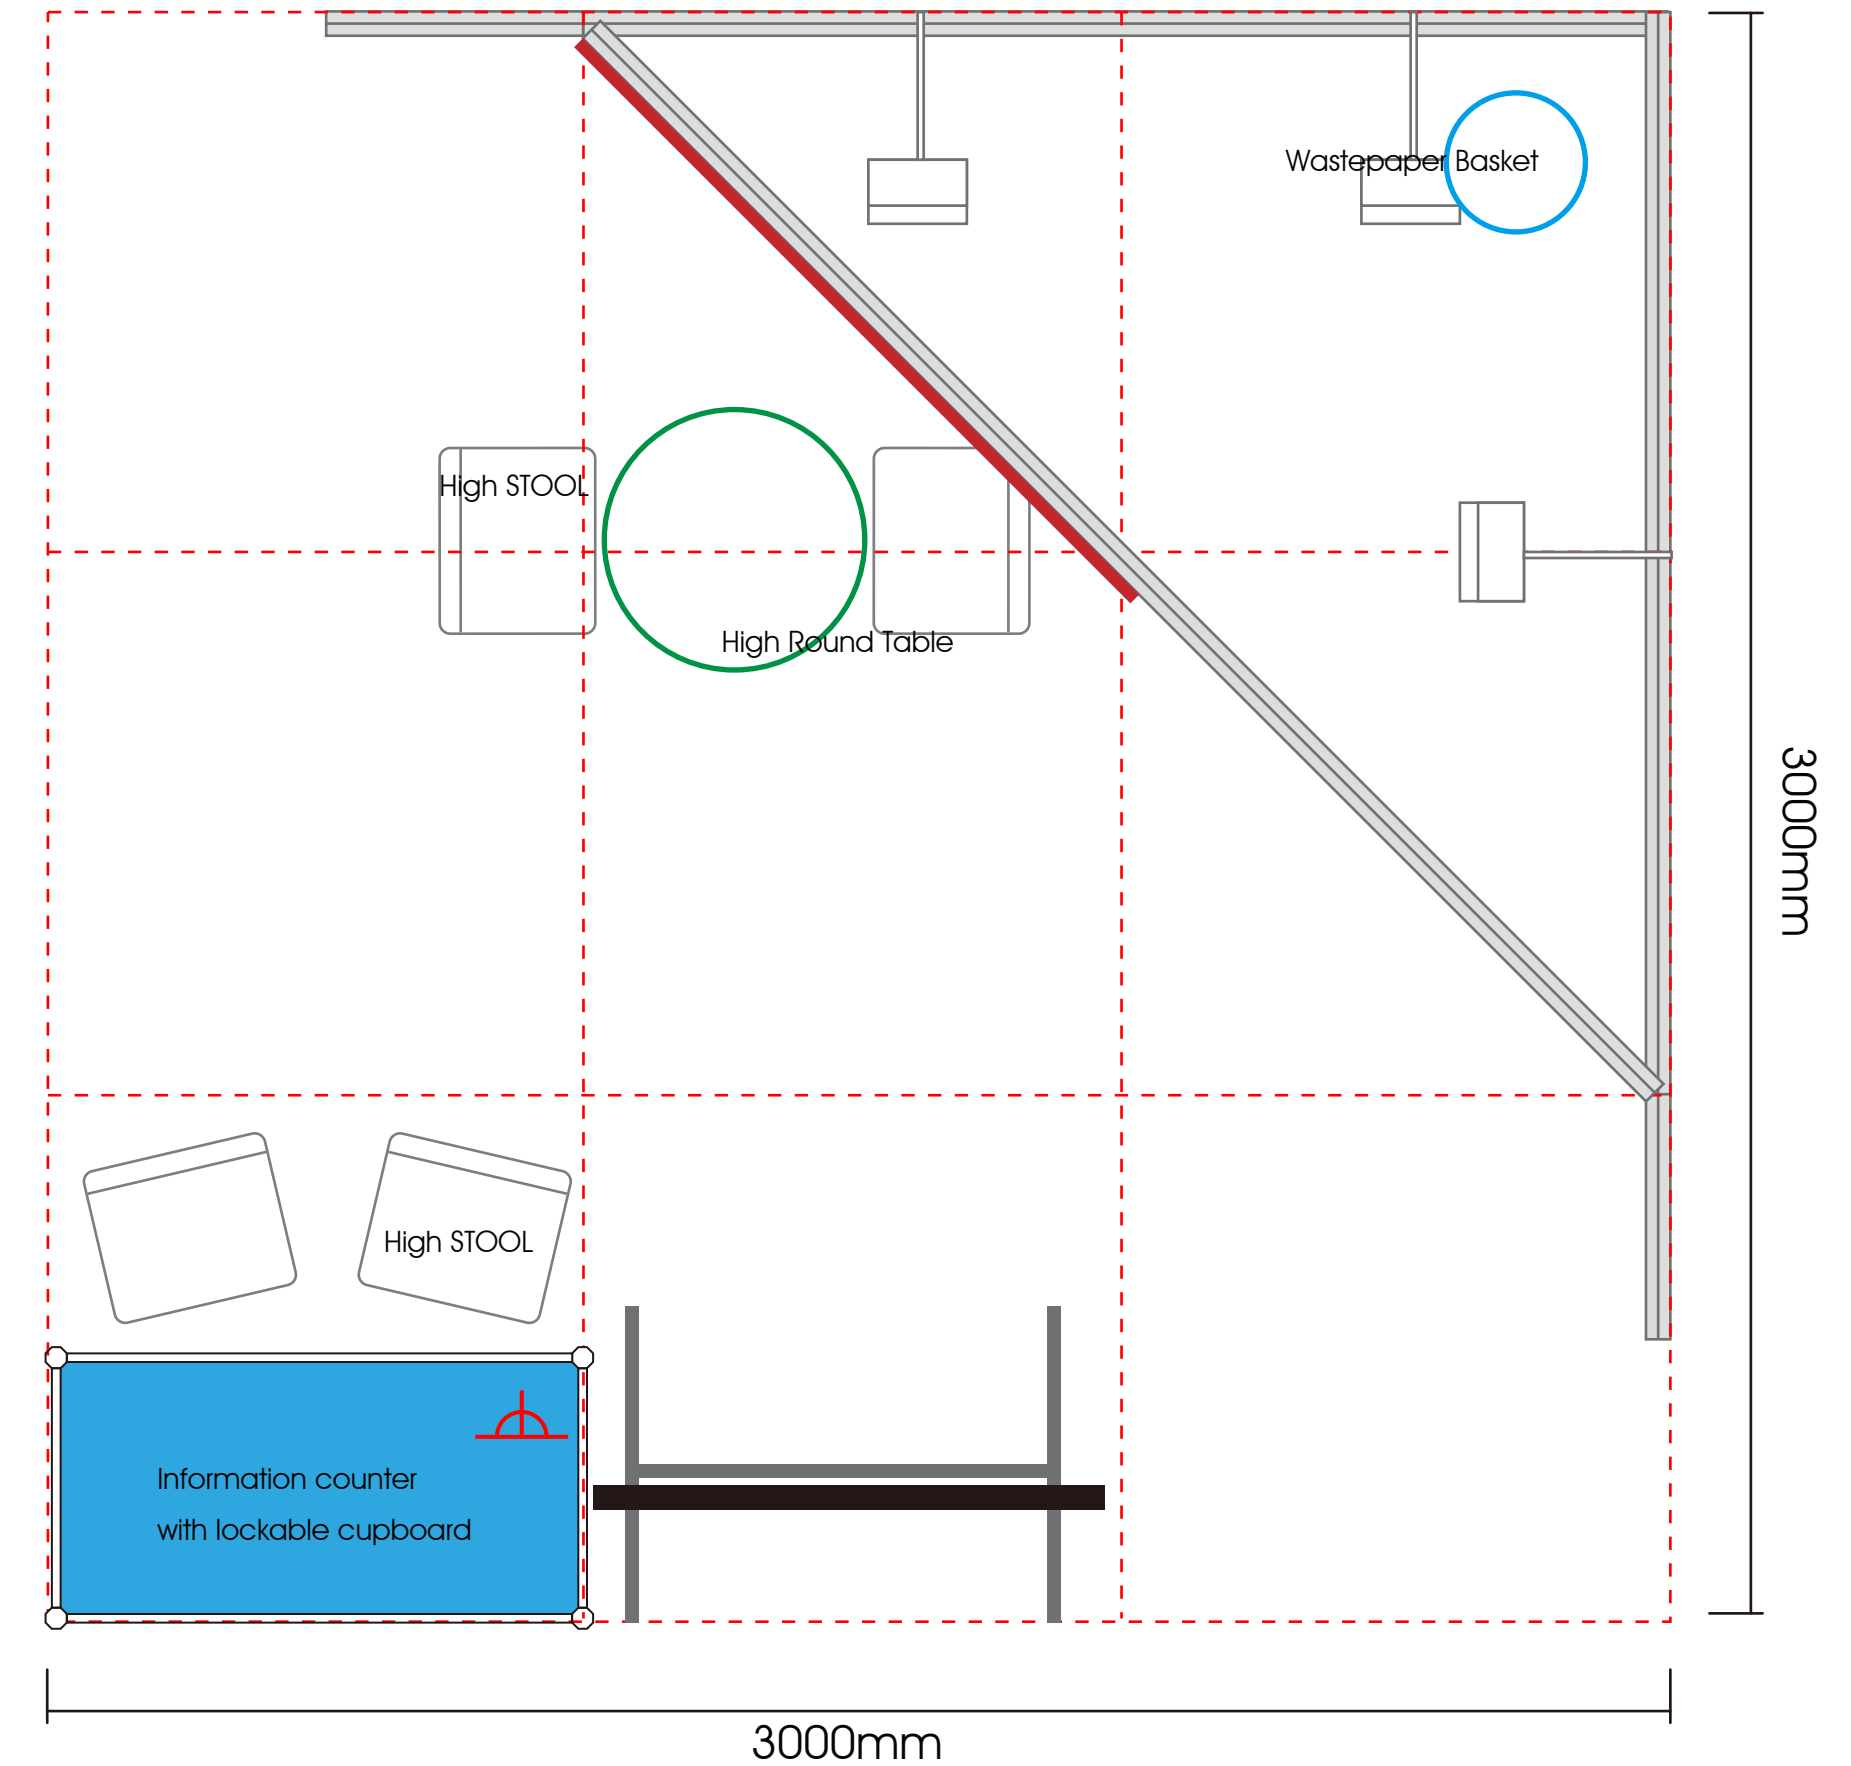 Wastepaper Basket
High STOOL
High Round Table
3000mm
High STOOL
Information counter
with lockable cupboard
3000mm